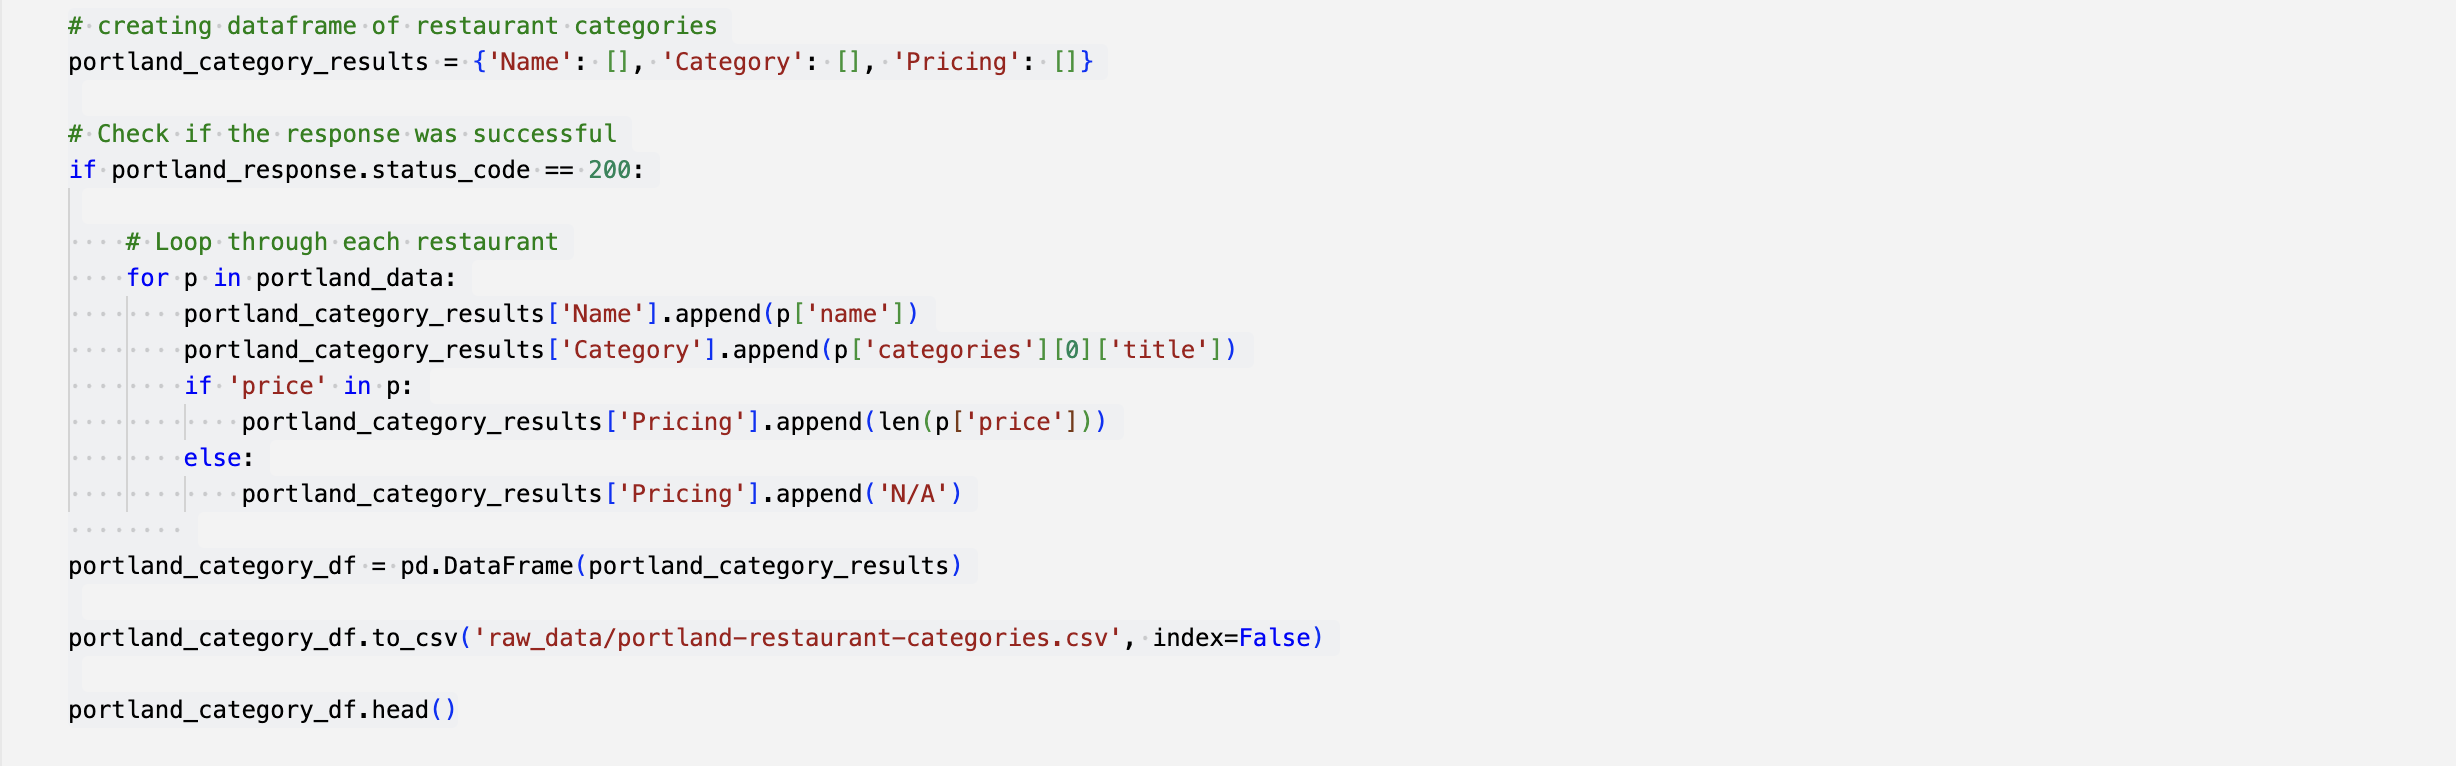 # creating dataframe of restaurant categories
portland_category_results = {'Name': [], 'Category': [], 'Pricing': []}

# Check if the response was successful
if portland_response.status_code == 200:

    # Loop through each restaurant
    for p in portland_data:
        portland_category_results['Name'].append(p['name'])
        portland_category_results['Category'].append(p['categories'][0]['title'])
        if 'price' in p:
            portland_category_results['Pricing'].append(len(p['price']))
        else:
            portland_category_results['Pricing'].append('N/A')

portland_category_df = pd.DataFrame(portland_category_results)

portland_category_df.to_csv('raw_data/portland-restaurant-categories.csv', index=False)

portland_category_df.head()